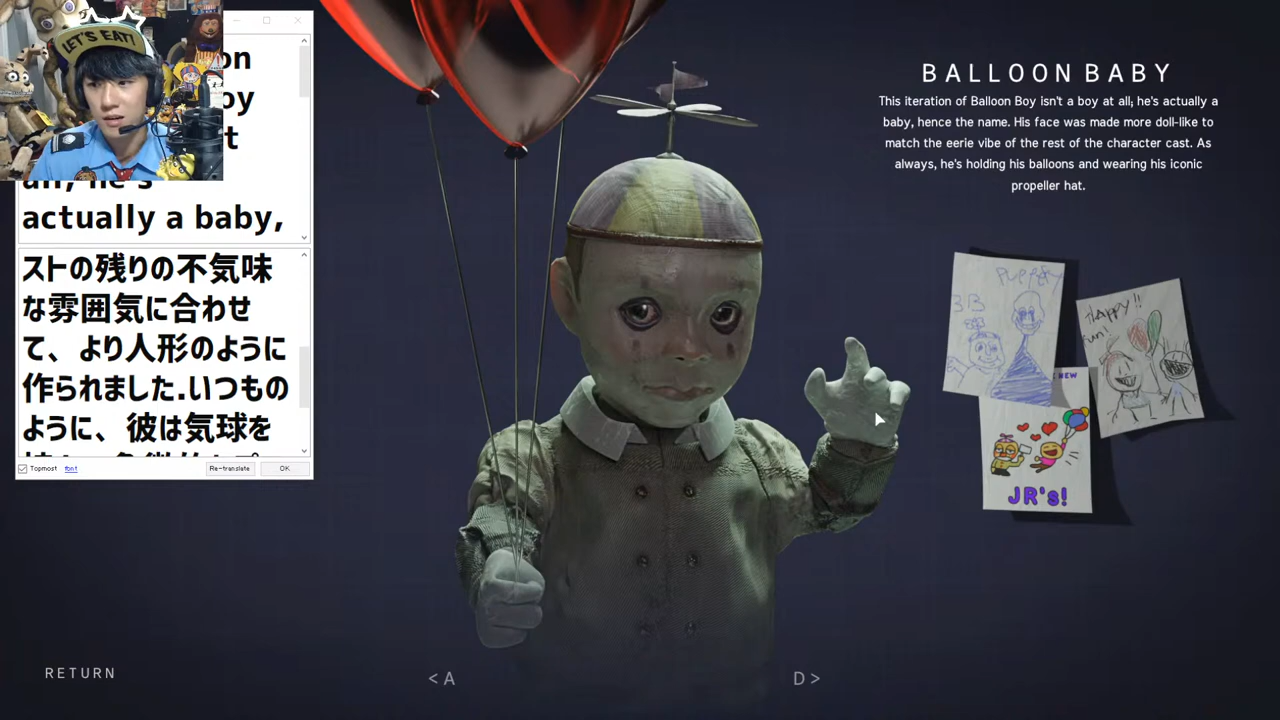 LET'S EAT!
on
oy
t
all, he's
actually a baby,
ストの残りの不気味
な雰囲気に合わせ
て、より人形のように
作られました.いつもの
ように、彼は気球を
Topmost
font
Re-translate
OK
BALLOON BABY
This iteration of Balloon Boy isn't a boy at all; he's actually a
baby, hence the name. His face was made more doll-like to
match the eerie vibe of the rest of the character cast. As
always, he's holding his balloons and wearing his iconic
propeller hat.
PUPPET
BB
HAPPY!!
fun!
NEW
JR's!
RETURN
<A
D>